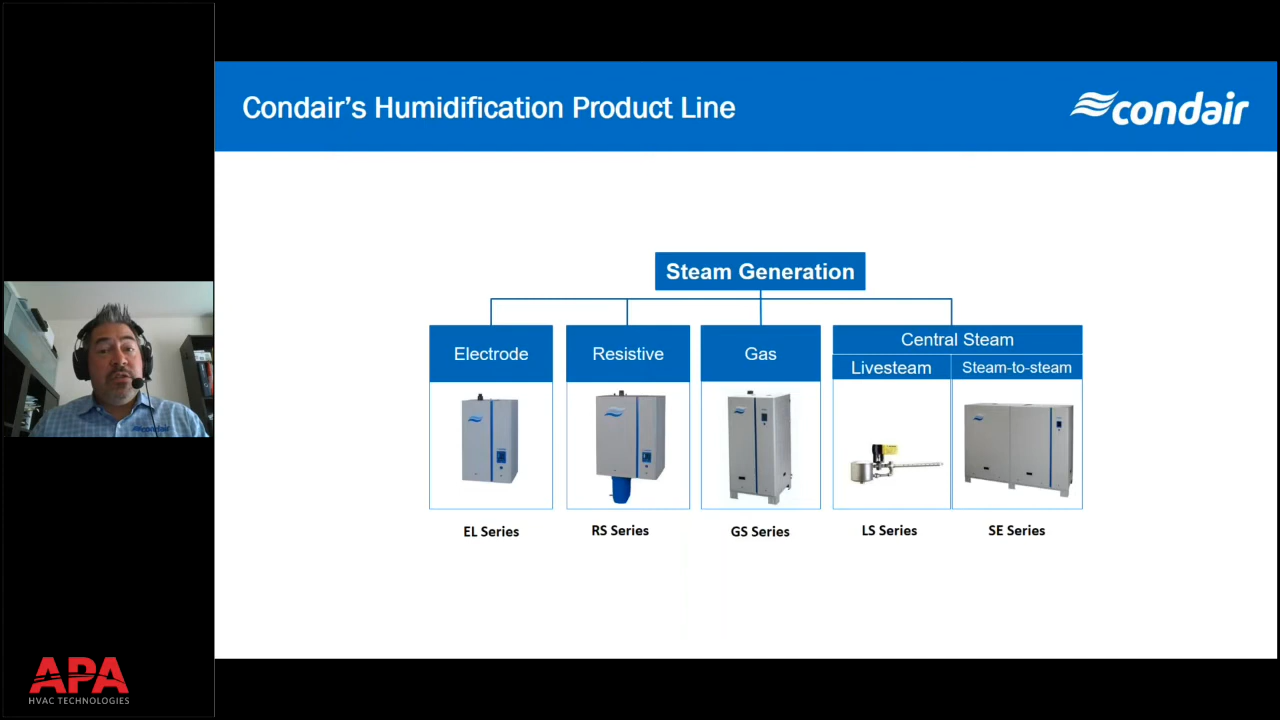 Condair's Humidification Product Line
condair
Steam Generation
Electrode
Resistive
Gas
Central Steam
Livesteam
Steam-to-steam
EL Series
RS Series
GS Series
LS Series
SE Series
condair
APA
HVAC TECHNOLOGIES